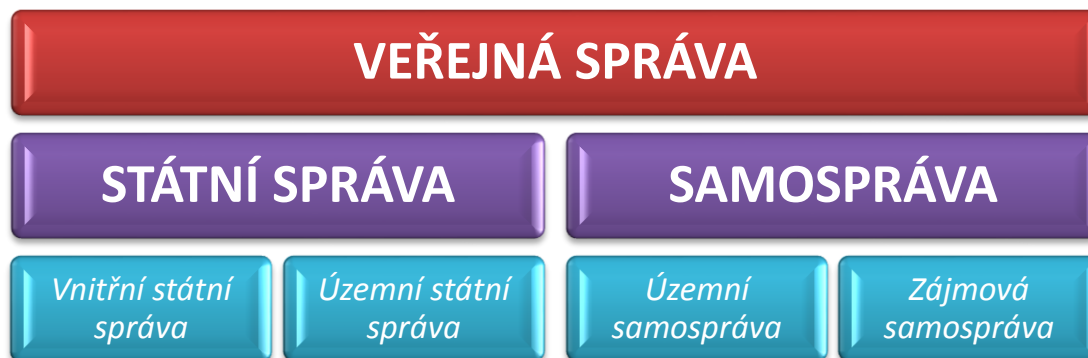 VEŘEJNÁ SPRÁVA
STÁTNÍ SPRÁVA
SAMOSPRÁVA
Vnitřní státní
správa
Územní státní
správa
Územní
samospráva
Zájmová
samospráva